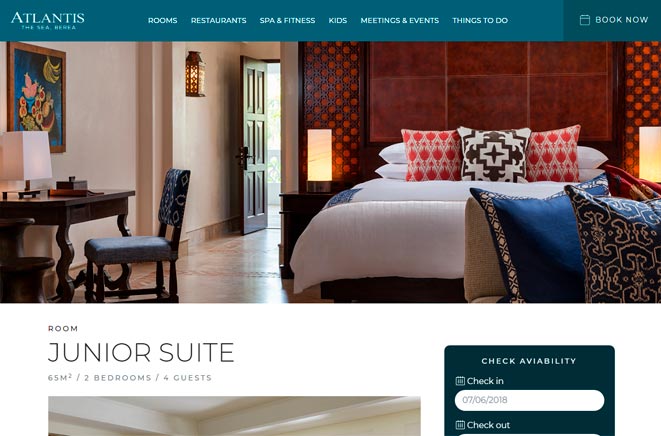 ATLANTIS
THE SEA, BEREA
ROOMS RESTAURANTS SPA & FITNESS KIDS MEETINGS & EVENTS THINGS TO DO
BOOK NOW
ROOM
JUNIOR SUITE
65M² / 2 BEDROOMS / 4 GUESTS
CHECK AVIABILITY
Check in
07/06/2018
Check out